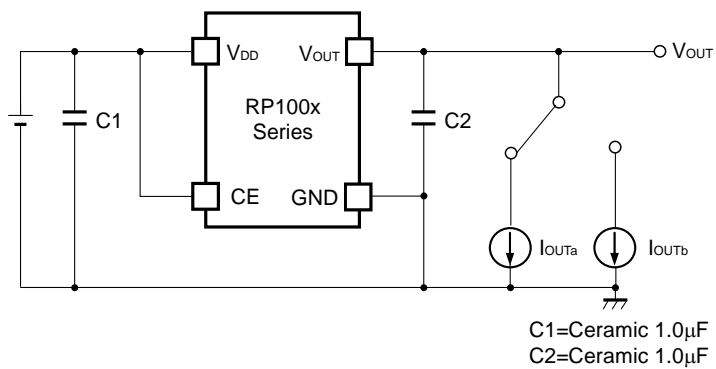 VDD
VOUT
VOUT
RP100x
Series
C1
C2
CE
GND
IOUTa
IOUTb
C1=Ceramic 1.0μF
C2=Ceramic 1.0μF